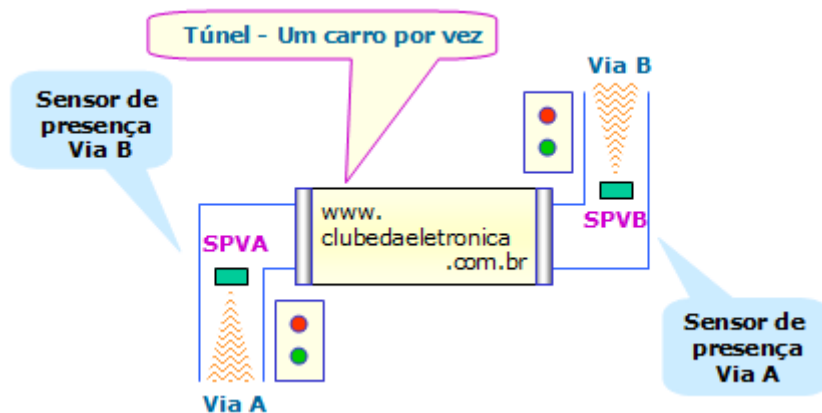 Túnel - Um carro por vez
Via B
Sensor de
presença
Via B
www.
clubedaeletronica
.com.br
SPVA
SPVB
Sensor de
presença
Via A
Via A